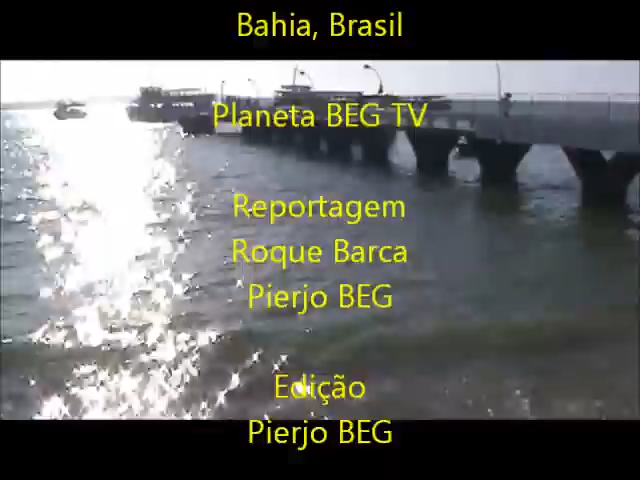 Bahia, Brasil
Planeta BEG TV
Reportagem
Roque Barca
Pierjo BEG
Edição
Pierjo BEG